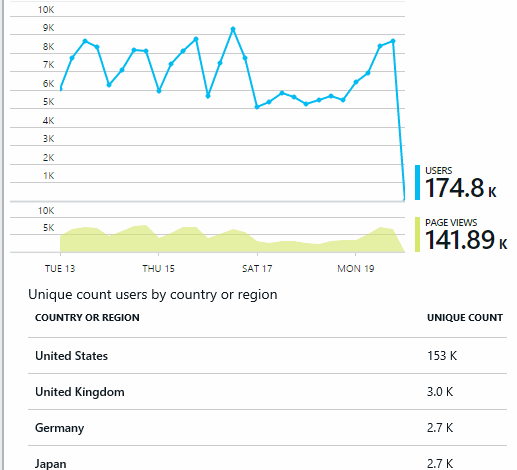 10K
9K
8K
7K
6K
5K
4K
3K
2K
1K
USERS
174.8 K
10K
5K
PAGE VIEWS
141.89 K
TUE 13 THU 15 SAT 17 MON 19
Unique count users by country or region
COUNTRY OR REGION UNIQUE COUNT
United States 153 K
United Kingdom 3.0 K
Germany 2.7 K
Japan 2.7 K